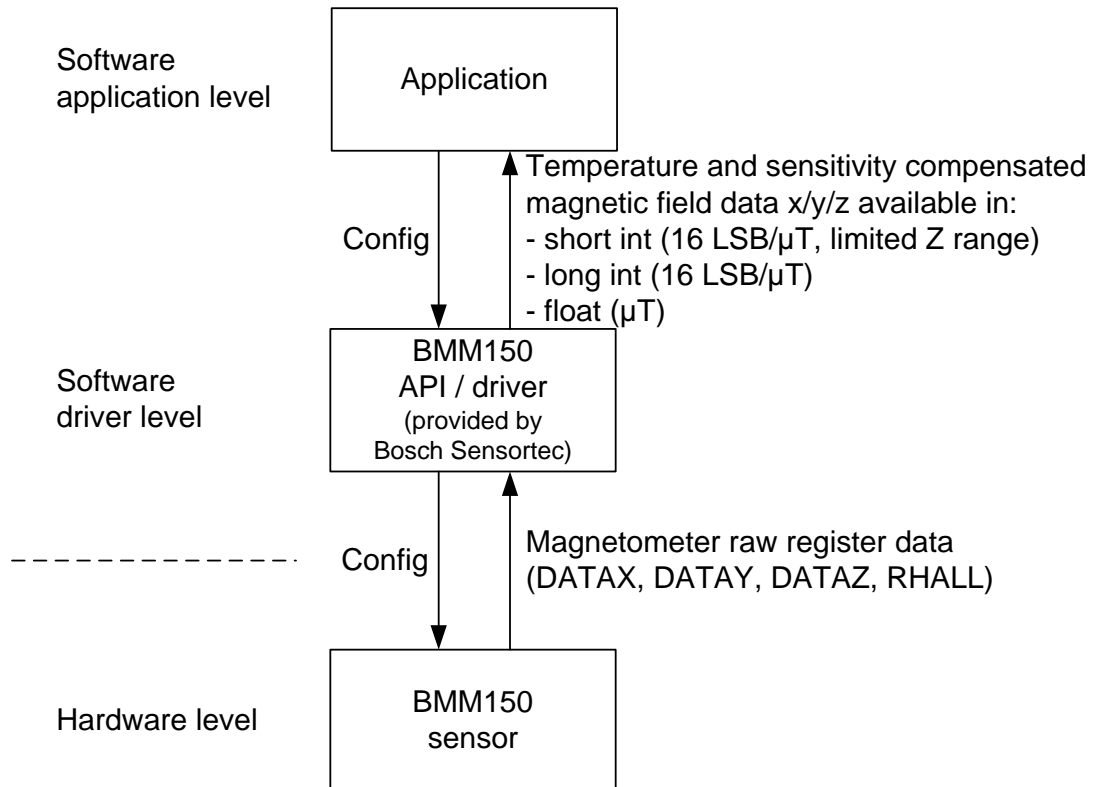 Software
application level
Application
Temperature and sensitivity compensated
magnetic field data x/y/z available in:
- short int (16 LSB/µT, limited Z range)
- long int (16 LSB/µT)
- float (µT)
Config
Software
driver level
BMM150
API / driver
(provided by
Bosch Sensortec)
Config
Magnetometer raw register data
(DATAX, DATAY, DATAZ, RHALL)
Hardware level
BMM150
sensor